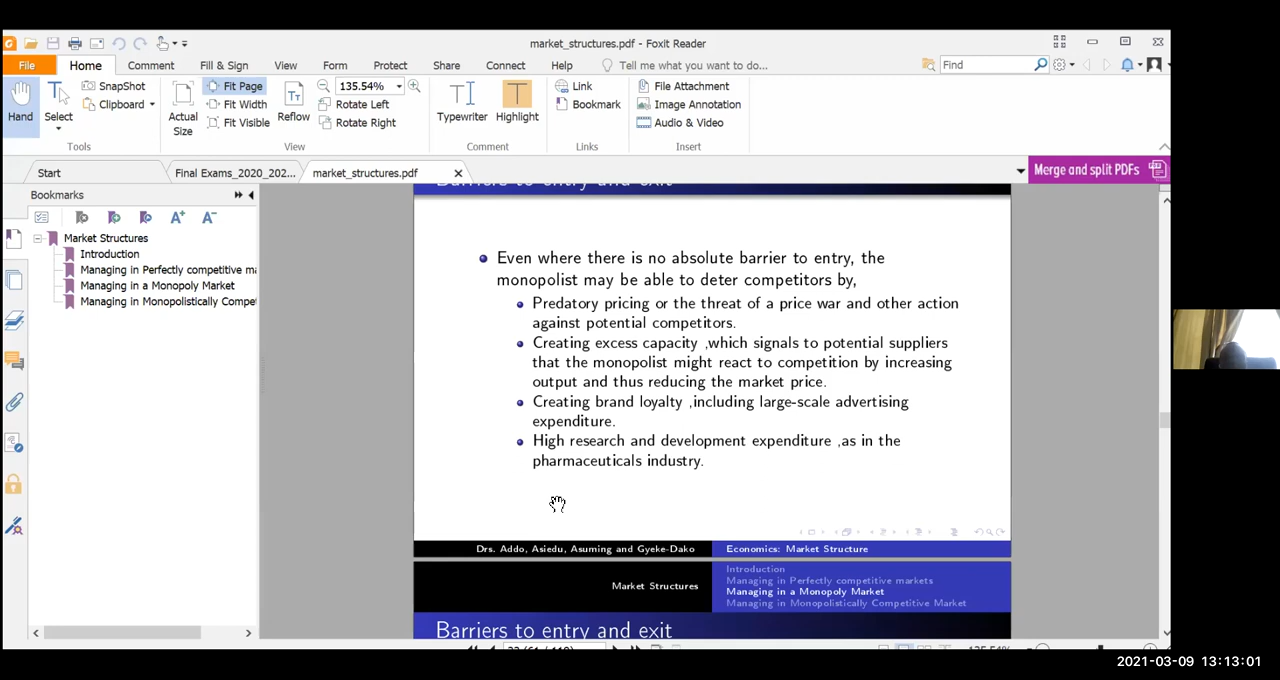 market_structures.pdf - Foxit Reader
File Home Comment View Form Fill & Sign Protect Share Connect Help Tell me what you want to do... Find
Hand
Select
SnapShot
Clipboard
Tools
Actual Size
Fit Page
Fit Width
Fit Visible
Reflow
135.54%
Rotate Left
Rotate Right
View
Typewriter
Highlight
Comment
Link
Bookmark
Links
File Attachment
Image Annotation
Audio & Video
Insert
Start
Final Exams_2020_202...
market_structures.pdf
Merge and split PDFs
Bookmarks
Market Structures
Introduction
Managing in Perfectly competitive ma
Managing in a Monopoly Market
Managing in Monopolistically Compet
Barriers to entry and exit
Even where there is no absolute barrier to entry, the
monopolist may be able to deter competitors by,
Predatory pricing or the threat of a price war and other action
against potential competitors.
Creating excess capacity ,which signals to potential suppliers
that the monopolist might react to competition by increasing
output and thus reducing the market price.
Creating brand loyalty ,including large-scale advertising
expenditure.
High research and development expenditure ,as in the
pharmaceuticals industry.
Drs. Addo, Asiedu, Asuming and Gyeke-Dako
Economics: Market Structure
Market Structures
Introduction
Managing in Perfectly competitive markets
Managing in a Monopoly Market
Managing in Monopolistically Competitive Market
Barriers to entry and exit
135.54%
2021-03-09 13:13:01